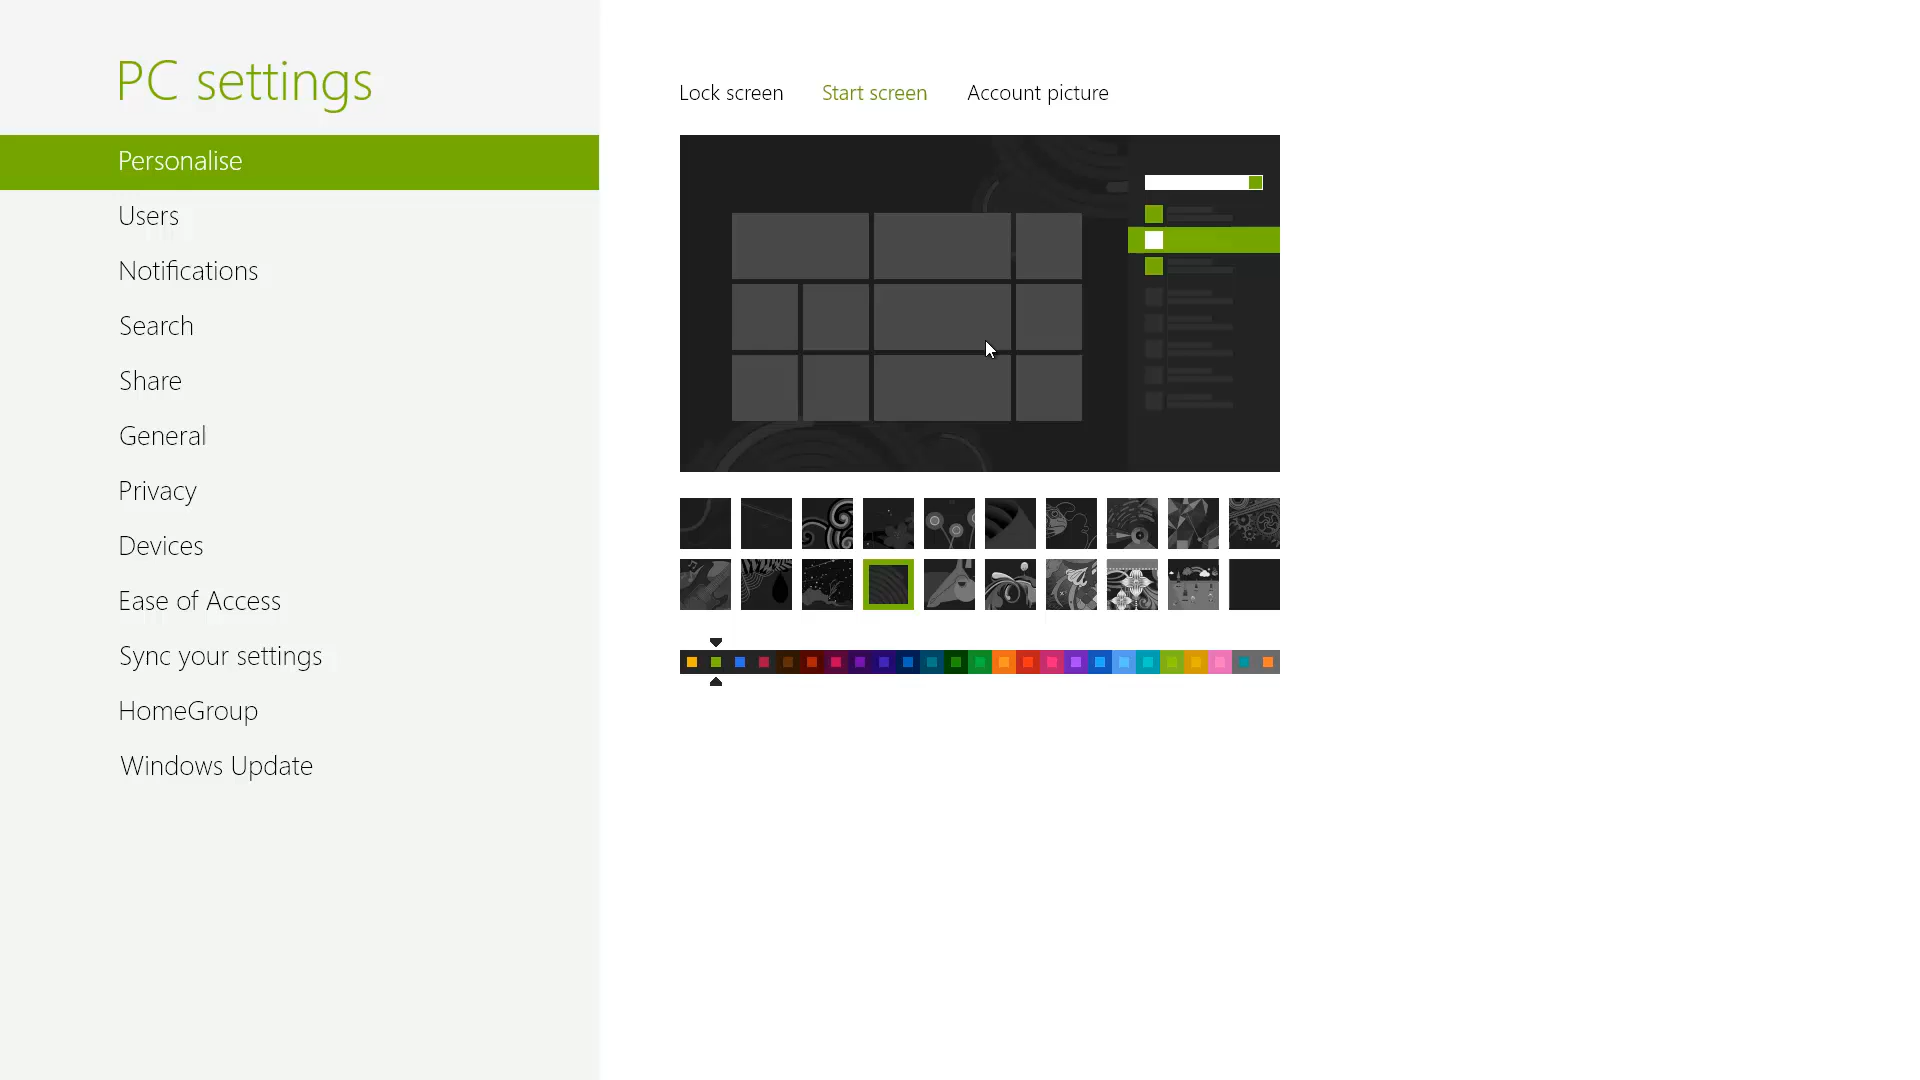 PC settings
Personalise
Users
Notifications
Search
Share
General
Privacy
Devices
Ease of Access
Sync your settings
HomeGroup
Windows Update
Lock screen Start screen Account picture